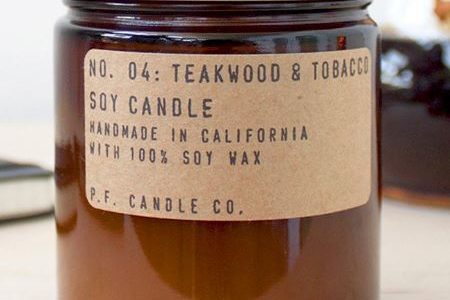 NO. 04: TEAKWOOD & TOBACCO
SOY CANDLE
HANDMADE IN CALIFORNIA
WITH 100% SOY WAX
P.F. CANDLE CO.